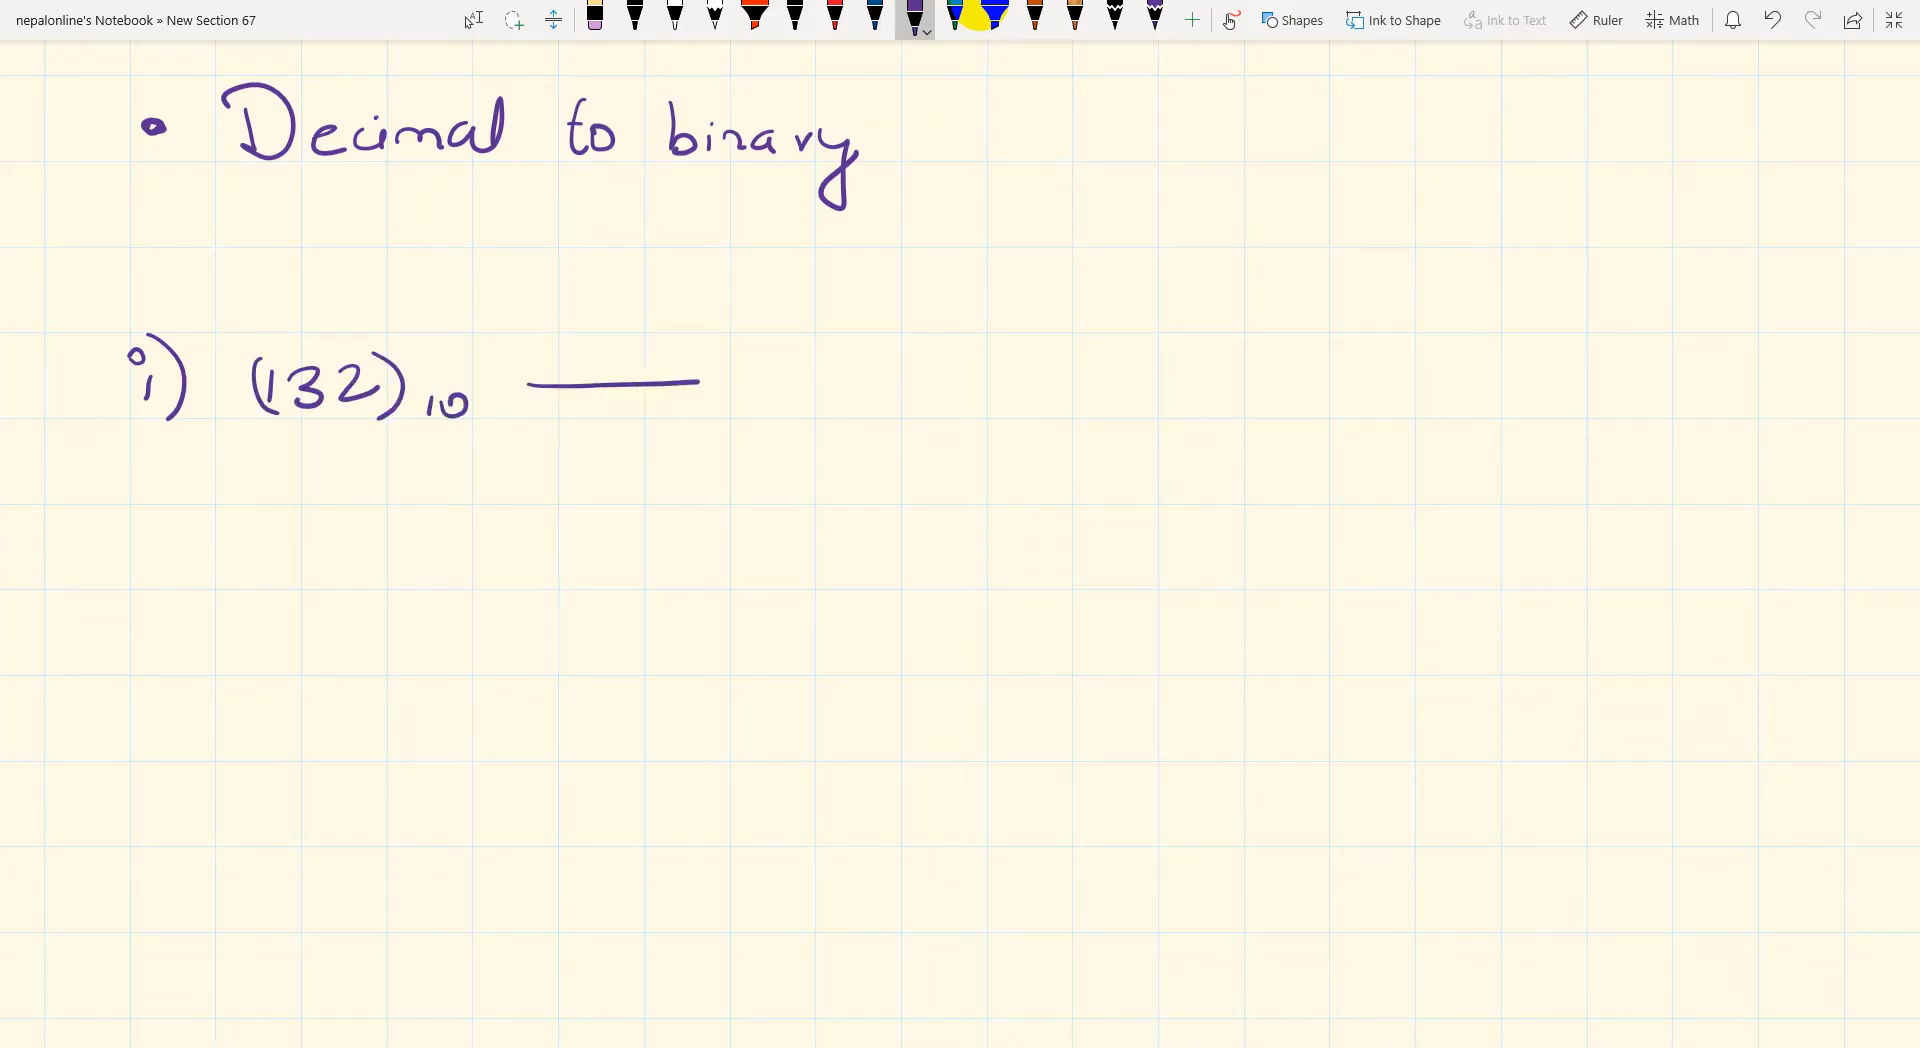 nepalonline's Notebook » New Section 67
Shapes
Ink to Shape
Ink to Text
Ruler
Math
• Decimal to binary
i) (132)₁₀ —